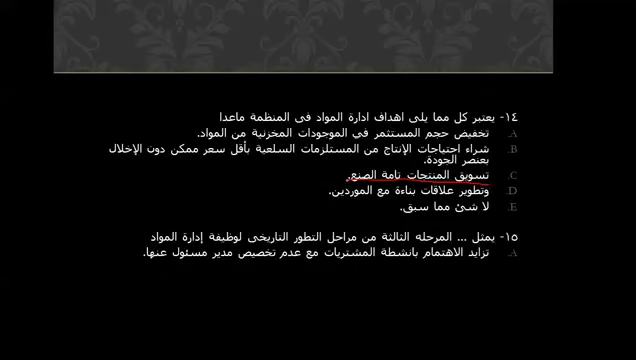 ١٤- يعتبر كل مما يلى اهداف ادارة المواد فى المنظمة ماعدا
A. تخفيض حجم المستثمر في الموجودات المخزنية من المواد.
B. شراء احتياجات الإنتاج من المستلزمات السلعية بأقل سعر ممكن دون الإخلال
بعنصر الجودة.
C. تسويق المنتجات تامة الصنع.
D. وتطوير علاقات بناءة مع الموردين.
E. لا شئ مما سبق.
١٥- يمثل ... المرحله الثالثة من مراحل التطور التاريخى لوظيفة إدارة المواد
A. تزايد الاهتمام بانشطة المشتريات مع عدم تخصيص مدير مسئول عنها.